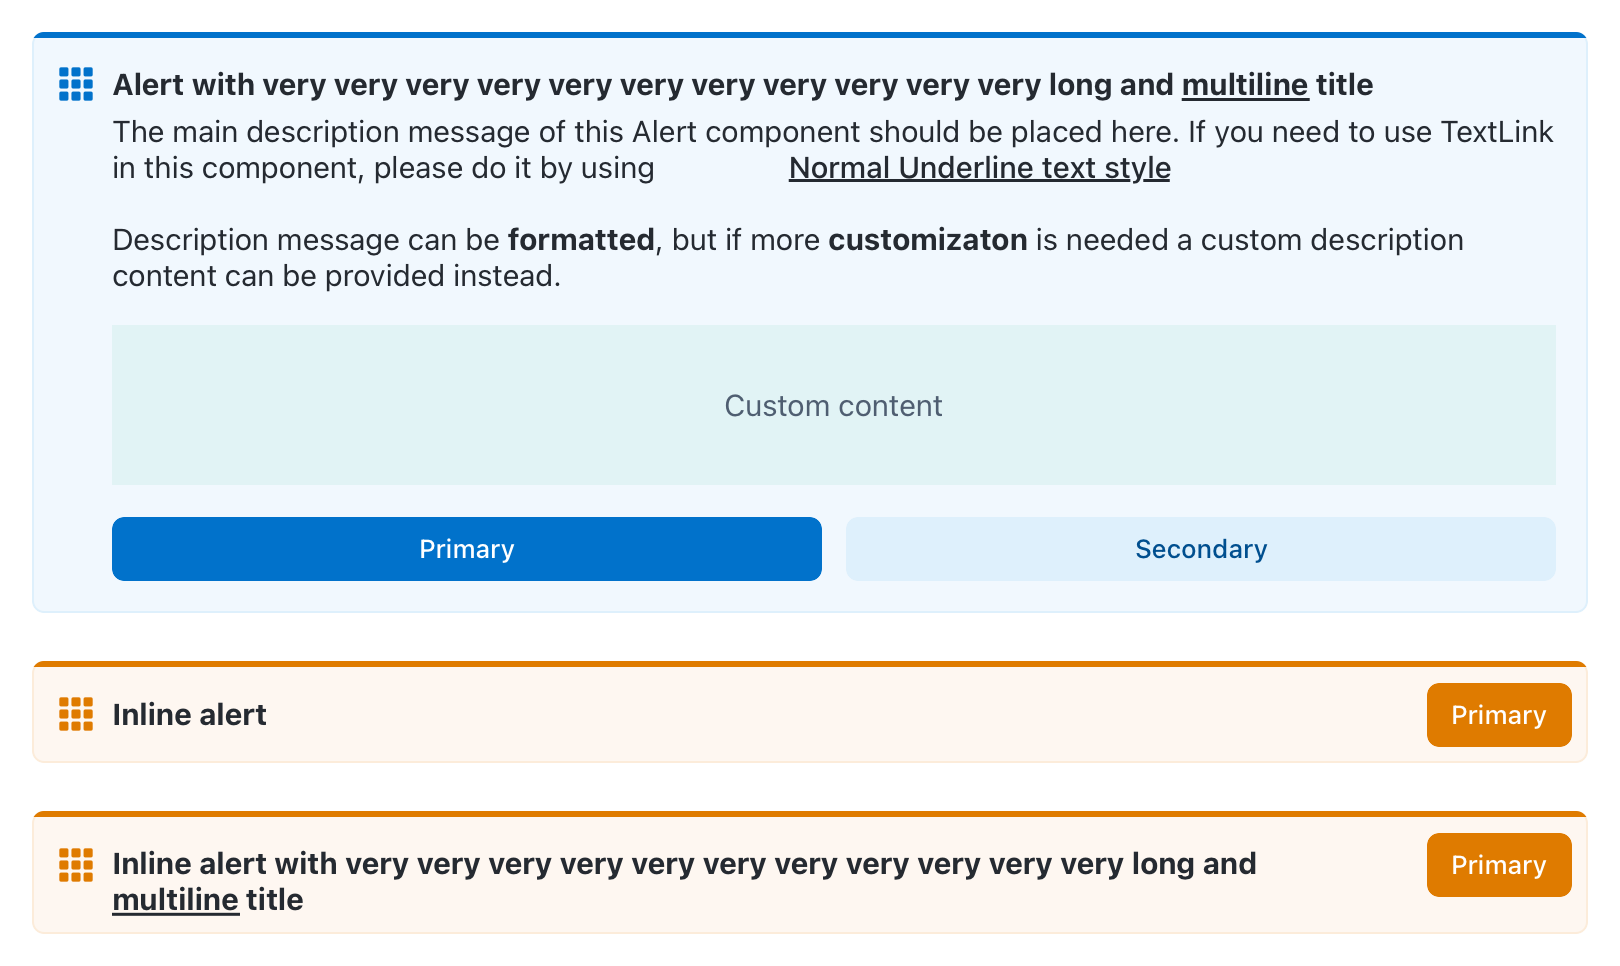 Alert with very very very very very very very very very very very long and multiline title
The main description message of this Alert component should be placed here. If you need to use TextLink
in this component, please do it by using Normal Underline text style
Description message can be formatted, but if more customizaton is needed a custom description
content can be provided instead.
Custom content
Primary
Secondary
Inline alert
Primary
Inline alert with very very very very very very very very very very very long and
multiline title
Primary